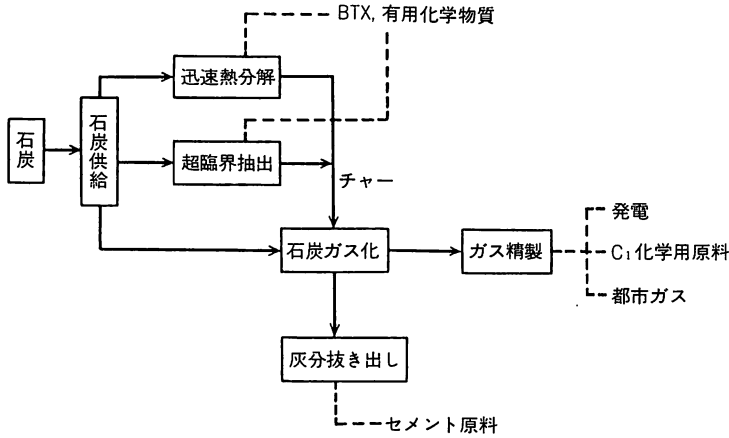 BTX, 有用化学物質
迅速熱分解
石炭
石炭供給
超臨界抽出
チャー
石炭ガス化
ガス精製
発電
C₁化学用原料
都市ガス
灰分抜き出し
セメント原料